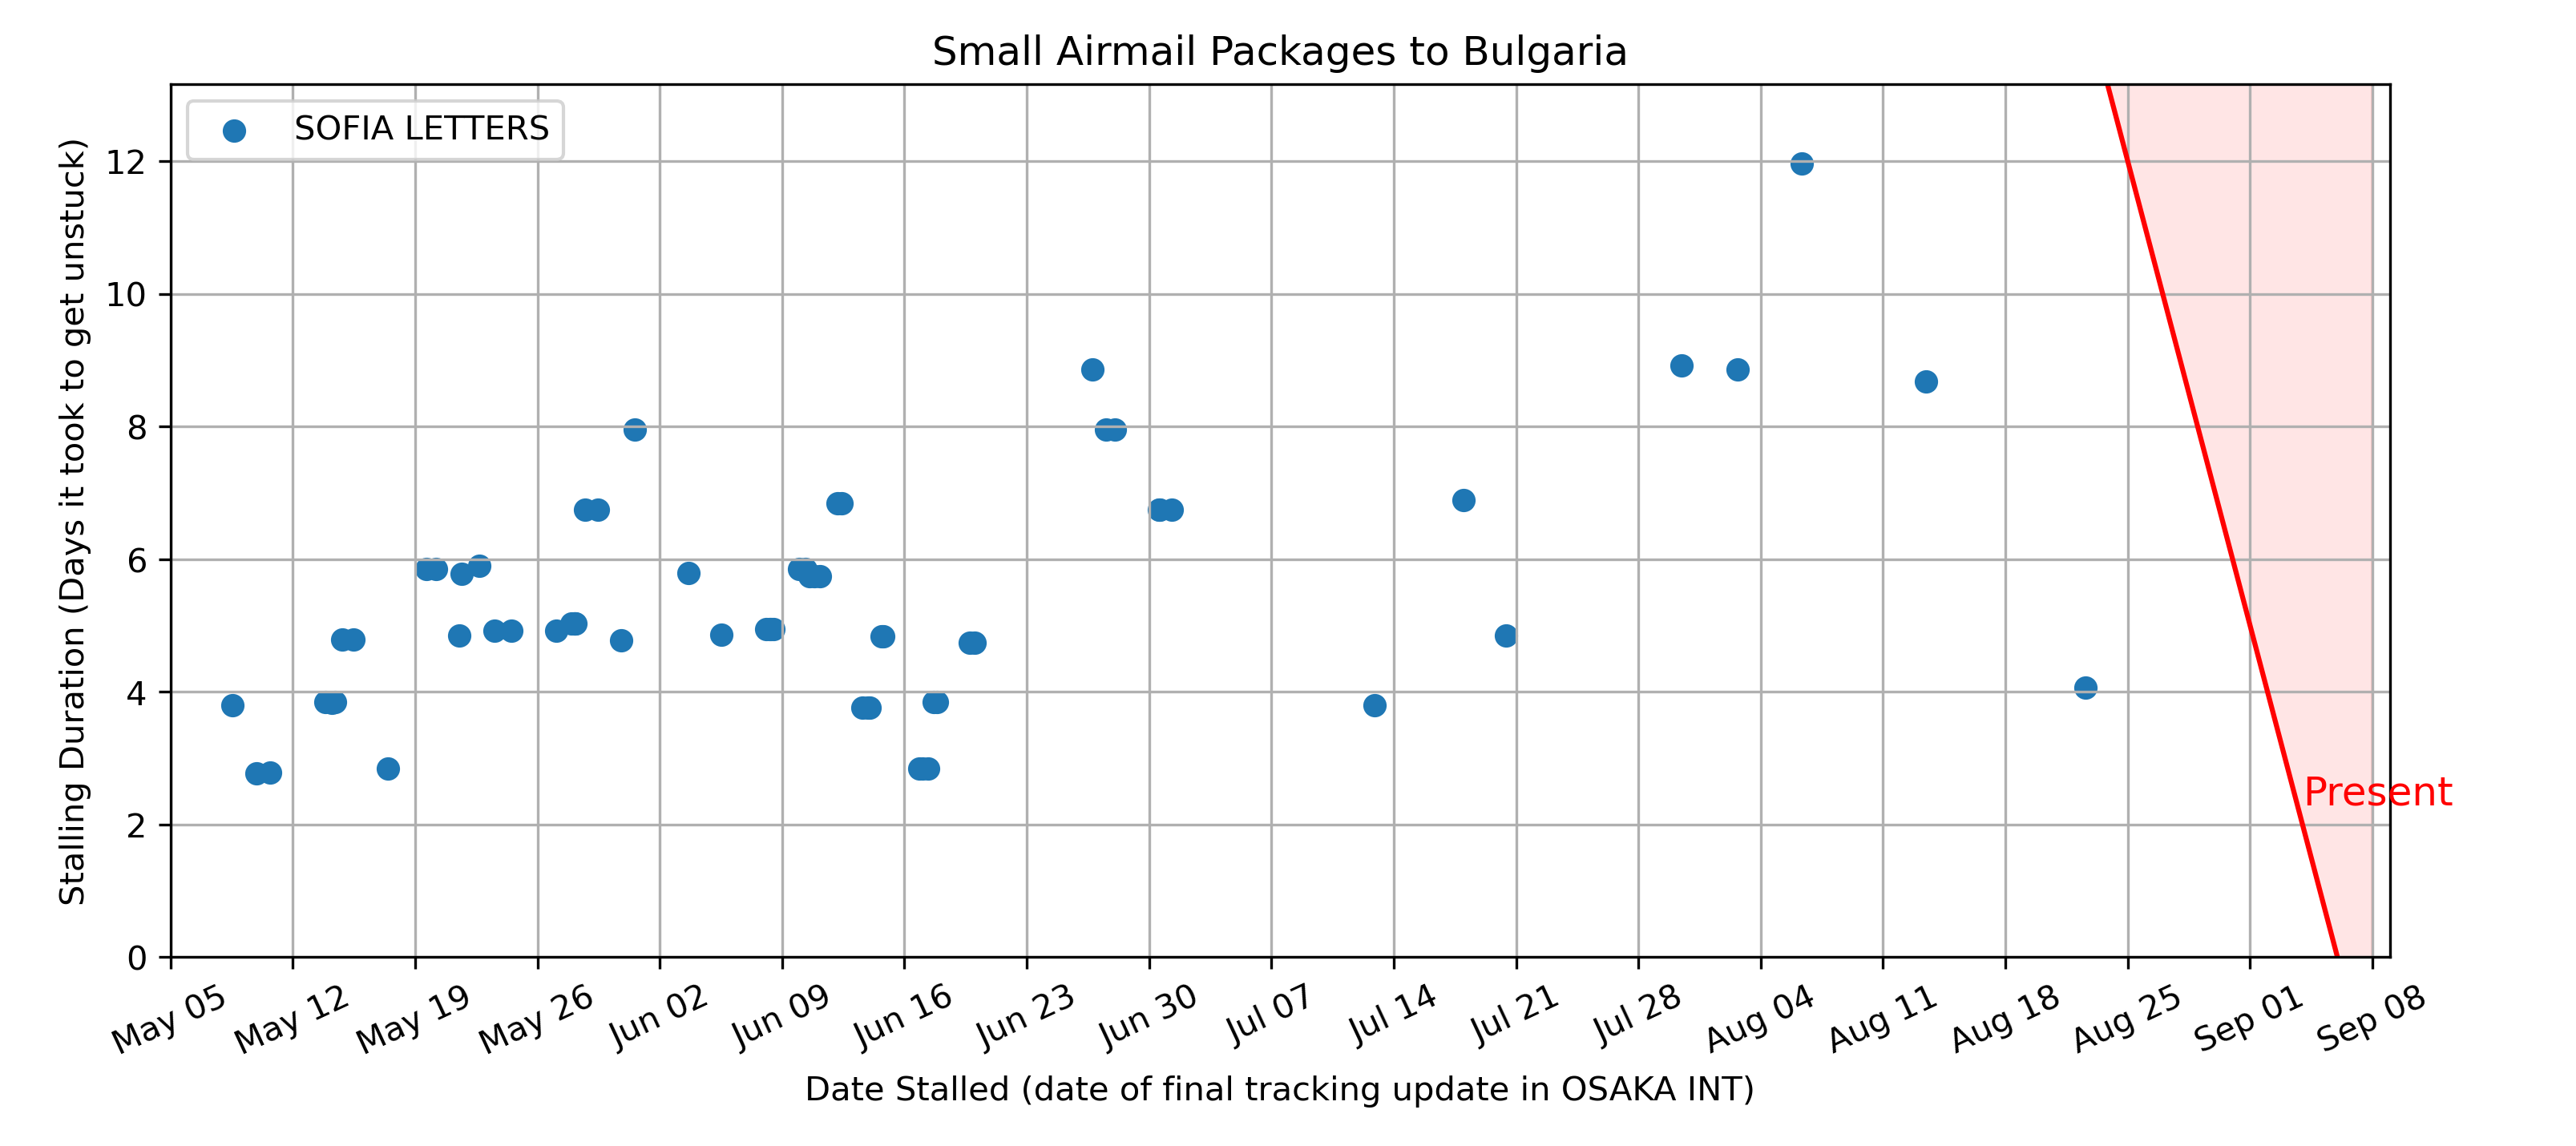 Small Airmail Packages to Bulgaria
SOFIA LETTERS
Stalling Duration (Days it took to get unstuck)
12
10
8
6
4
2
0
Present
May 05
May 12
May 19
May 26
Jun 02
Jun 09
Jun 16
Jun 23
Jun 30
Jul 07
Jul 14
Jul 21
Jul 28
Aug 04
Aug 11
Aug 18
Aug 25
Sep 01
Sep 08
Date Stalled (date of final tracking update in OSAKA INT)